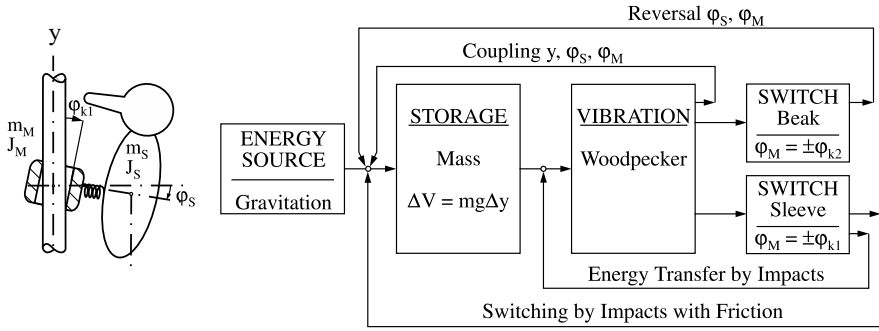 Reversal φS, φM
Coupling y, φS, φM
y
φk1
mM
JM
mS
JS
φS
ENERGY
SOURCE
Gravitation
STORAGE
Mass
ΔV = mgΔy
VIBRATION
Woodpecker
SWITCH
Beak
φM = ±φk2
SWITCH
Sleeve
φM = ±φk1
Energy Transfer by Impacts
Switching by Impacts with Friction